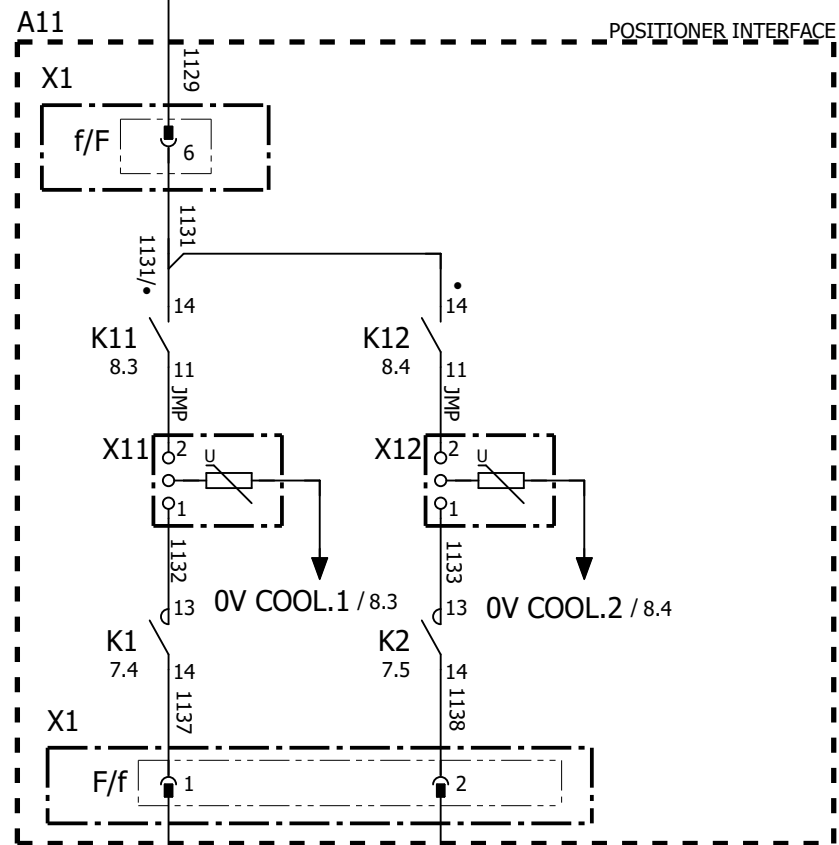 A11
POSITIONER INTERFACE
1129
X1
f/F
6
1131
1131/•
14
14
K11
K12
8.3
8.4
11
11
JMP
JMP
X11
2
U
X12
2
U
1
1
1132
1133
0V COOL.1 / 8.3
0V COOL.2 / 8.4
13
13
K1
K2
7.4
7.5
14
14
1137
1138
X1
F/f
1
2